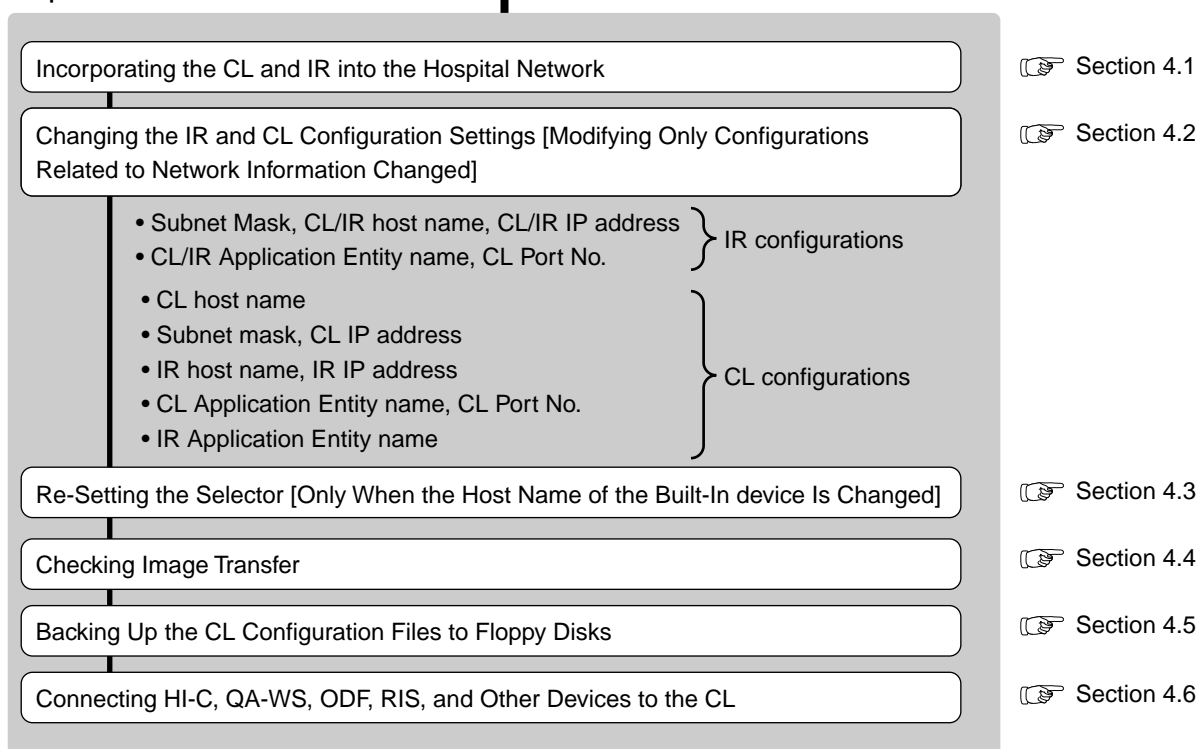 Incorporating the CL and IR into the Hospital Network
Section 4.1
Changing the IR and CL Configuration Settings [Modifying Only Configurations
Related to Network Information Changed]
Section 4.2
• Subnet Mask, CL/IR host name, CL/IR IP address
• CL/IR Application Entity name, CL Port No.
IR configurations
• CL host name
• Subnet mask, CL IP address
• IR host name, IR IP address
• CL Application Entity name, CL Port No.
• IR Application Entity name
CL configurations
Re-Setting the Selector [Only When the Host Name of the Built-In device Is Changed]
Section 4.3
Checking Image Transfer
Section 4.4
Backing Up the CL Configuration Files to Floppy Disks
Section 4.5
Connecting HI-C, QA-WS, ODF, RIS, and Other Devices to the CL
Section 4.6